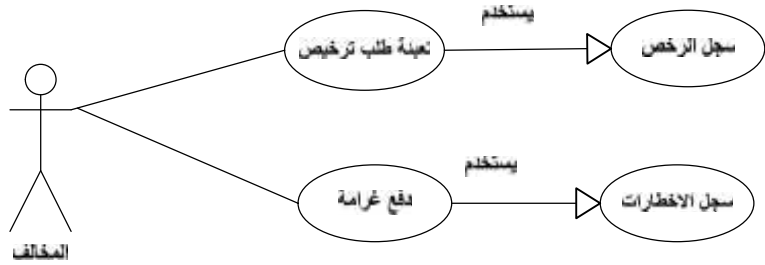 يستخدم
تعبئة طلب ترخيص
سجل الرخص
يستخدم
دفع غرامة
سجل الاخطارات
المخالف